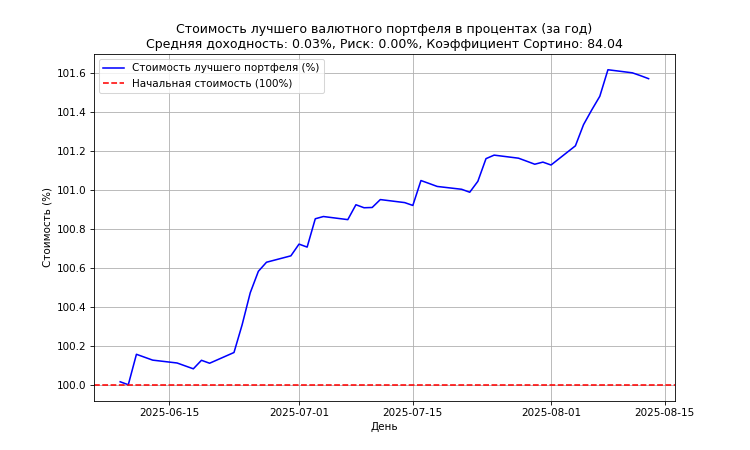 Стоимость лучшего валютного портфеля в процентах (за год)
Средняя доходность: 0.03%, Риск: 0.00%, Коэффициент Сортино: 84.04
Стоимость лучшего портфеля (%)
Начальная стоимость (100%)
Стоимость (%)
101.6
101.4
101.2
101.0
100.8
100.6
100.4
100.2
100.0
2025-06-15
2025-07-01
2025-07-15
2025-08-01
2025-08-15
День